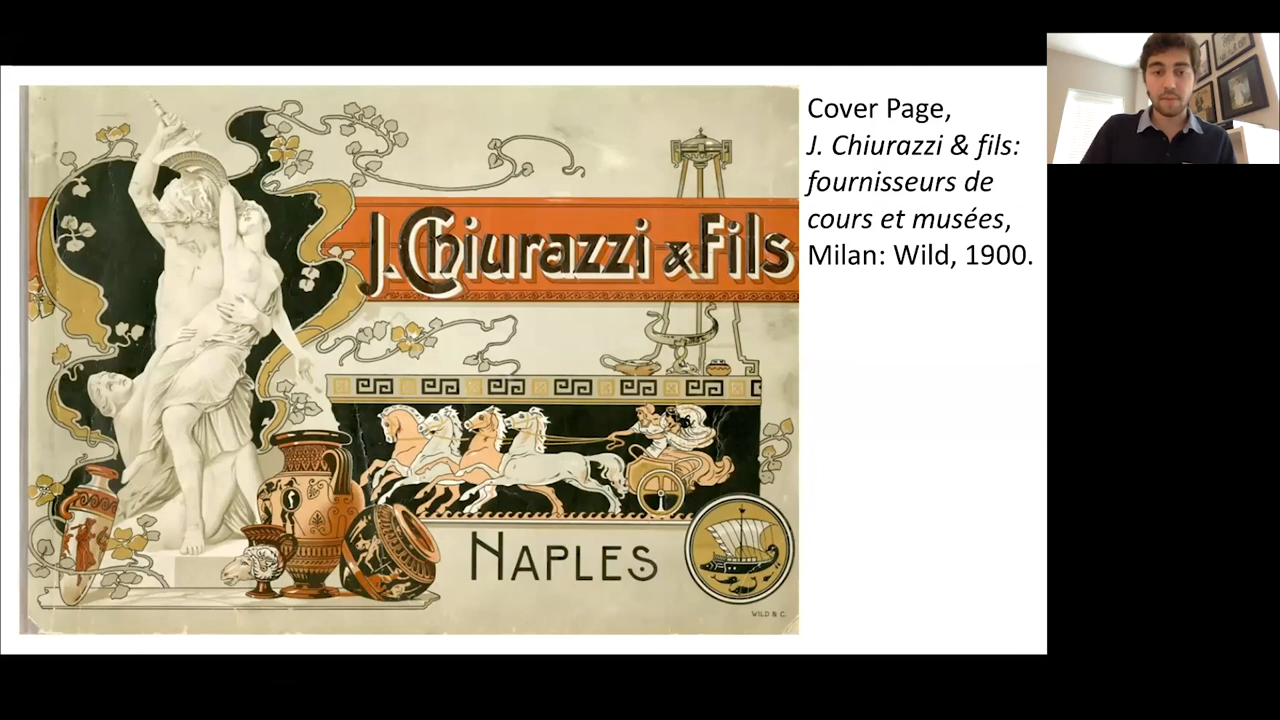 J. Chiurazzi & Fils
NAPLES
WILD & C.
Cover Page,
J. Chiurazzi & fils:
fournisseurs de
cours et musées,
Milan: Wild, 1900.